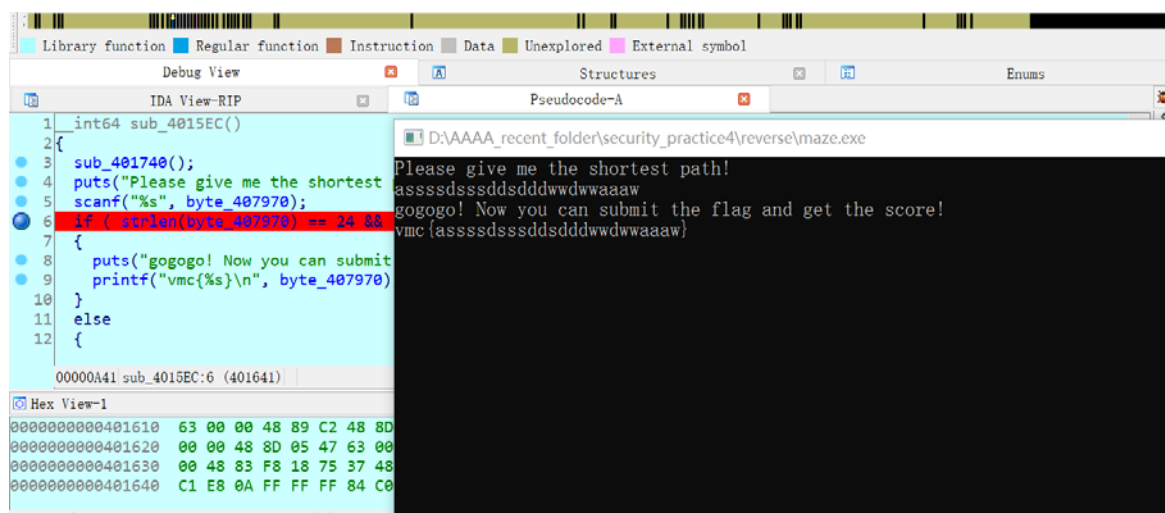 Library function Regular function Instruction Data Unexplored External symbol
Debug View Structures Enums
IDA View-RIP Pseudocode-A
1 __int64 sub_4015EC()
2 {
3 sub_401740();
4 puts("Please give me the shortest
5 scanf("%s", byte_407970);
6 if ( strlen(byte_407970) == 24 &&
7 {
8 puts("gogogo! Now you can submit
9 printf("vmc{%s}\n", byte_407970)
10 }
11 else
12 {
00000A41 sub_4015EC:6 (401641)
D:\AAAA_recent_folder\security_practice4\reverse\maze.exe
Please give me the shortest path!
assssdsssddsdddwwdwwaaaw
gogogo! Now you can submit the flag and get the score!
vmc{assssdsssddsdddwwdwwaaaw}
Hex View-1
0000000000401610 63 00 00 48 89 C2 48 8D
0000000000401620 00 00 48 8D 05 47 63 00
0000000000401630 00 48 83 F8 18 75 37 48
0000000000401640 C1 E8 0A FF FF FF 84 C0